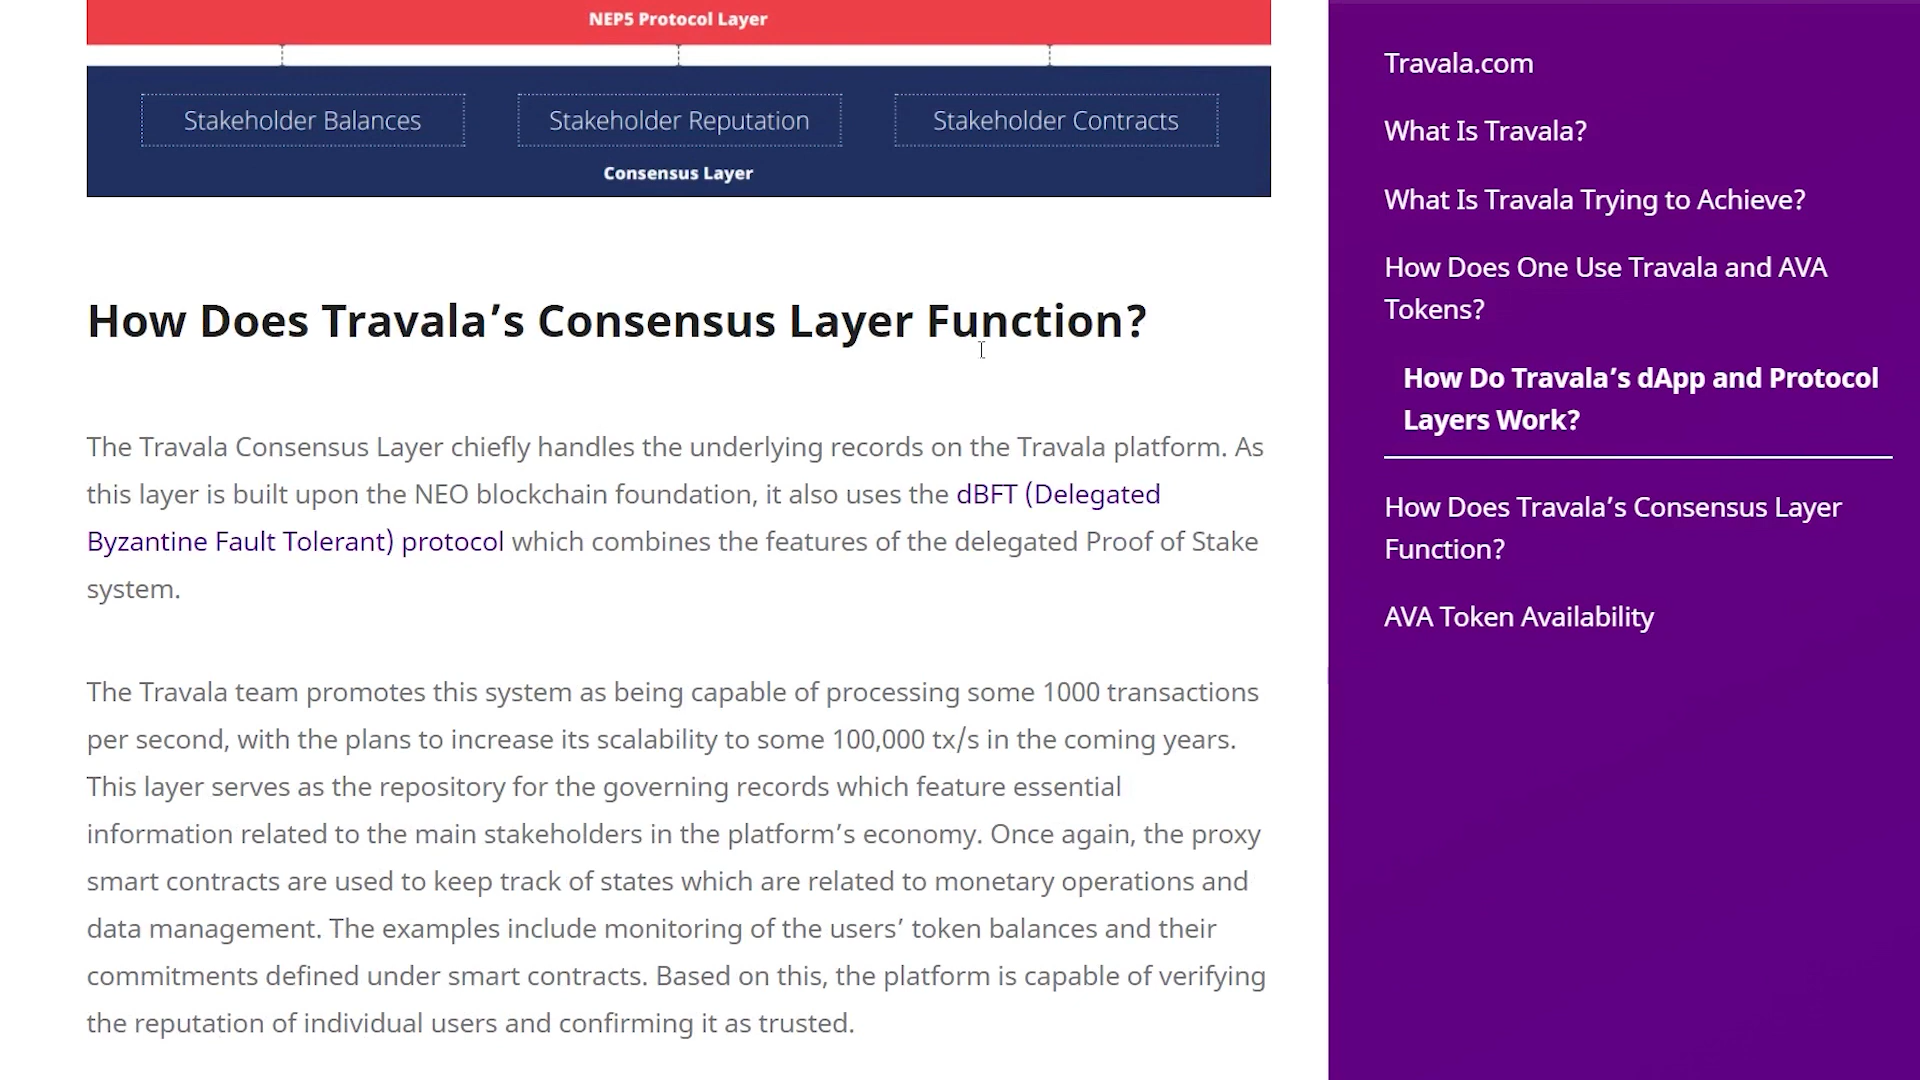 NEP5 Protocol Layer
Stakeholder Balances
Stakeholder Reputation
Stakeholder Contracts
Consensus Layer
How Does Travala’s Consensus Layer Function?
The Travala Consensus Layer chiefly handles the underlying records on the Travala platform. As
this layer is built upon the NEO blockchain foundation, it also uses the dBFT (Delegated
Byzantine Fault Tolerant) protocol which combines the features of the delegated Proof of Stake
system.
The Travala team promotes this system as being capable of processing some 1000 transactions
per second, with the plans to increase its scalability to some 100,000 tx/s in the coming years.
This layer serves as the repository for the governing records which feature essential
information related to the main stakeholders in the platform’s economy. Once again, the proxy
smart contracts are used to keep track of states which are related to monetary operations and
data management. The examples include monitoring of the users’ token balances and their
commitments defined under smart contracts. Based on this, the platform is capable of verifying
the reputation of individual users and confirming it as trusted.
Travala.com
What Is Travala?
What Is Travala Trying to Achieve?
How Does One Use Travala and AVA
Tokens?
How Do Travala’s dApp and Protocol
Layers Work?
How Does Travala’s Consensus Layer
Function?
AVA Token Availability